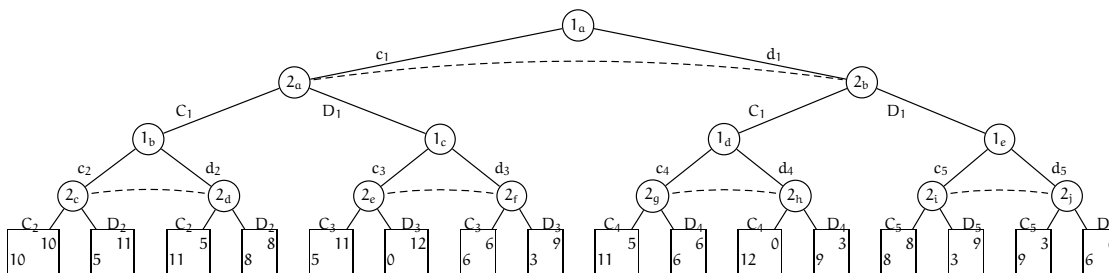 1a
c1 d1
2a 2b
C1 D1 C1 D1
1b 1c 1d 1e
c2 d2 c3 d3 c4 d4 c5 d5
2c 2d 2e 2f 2g 2h 2i 2j
C2 D2 C2 D2 C3 D3 C3 D3 C4 D4 C4 D4 C5 D5 C5 D
10 11 5 8 11 12 6 9 5 6 0 3 8 9 3
10 5 11 8 5 0 6 3 11 6 12 9 8 3 9 6